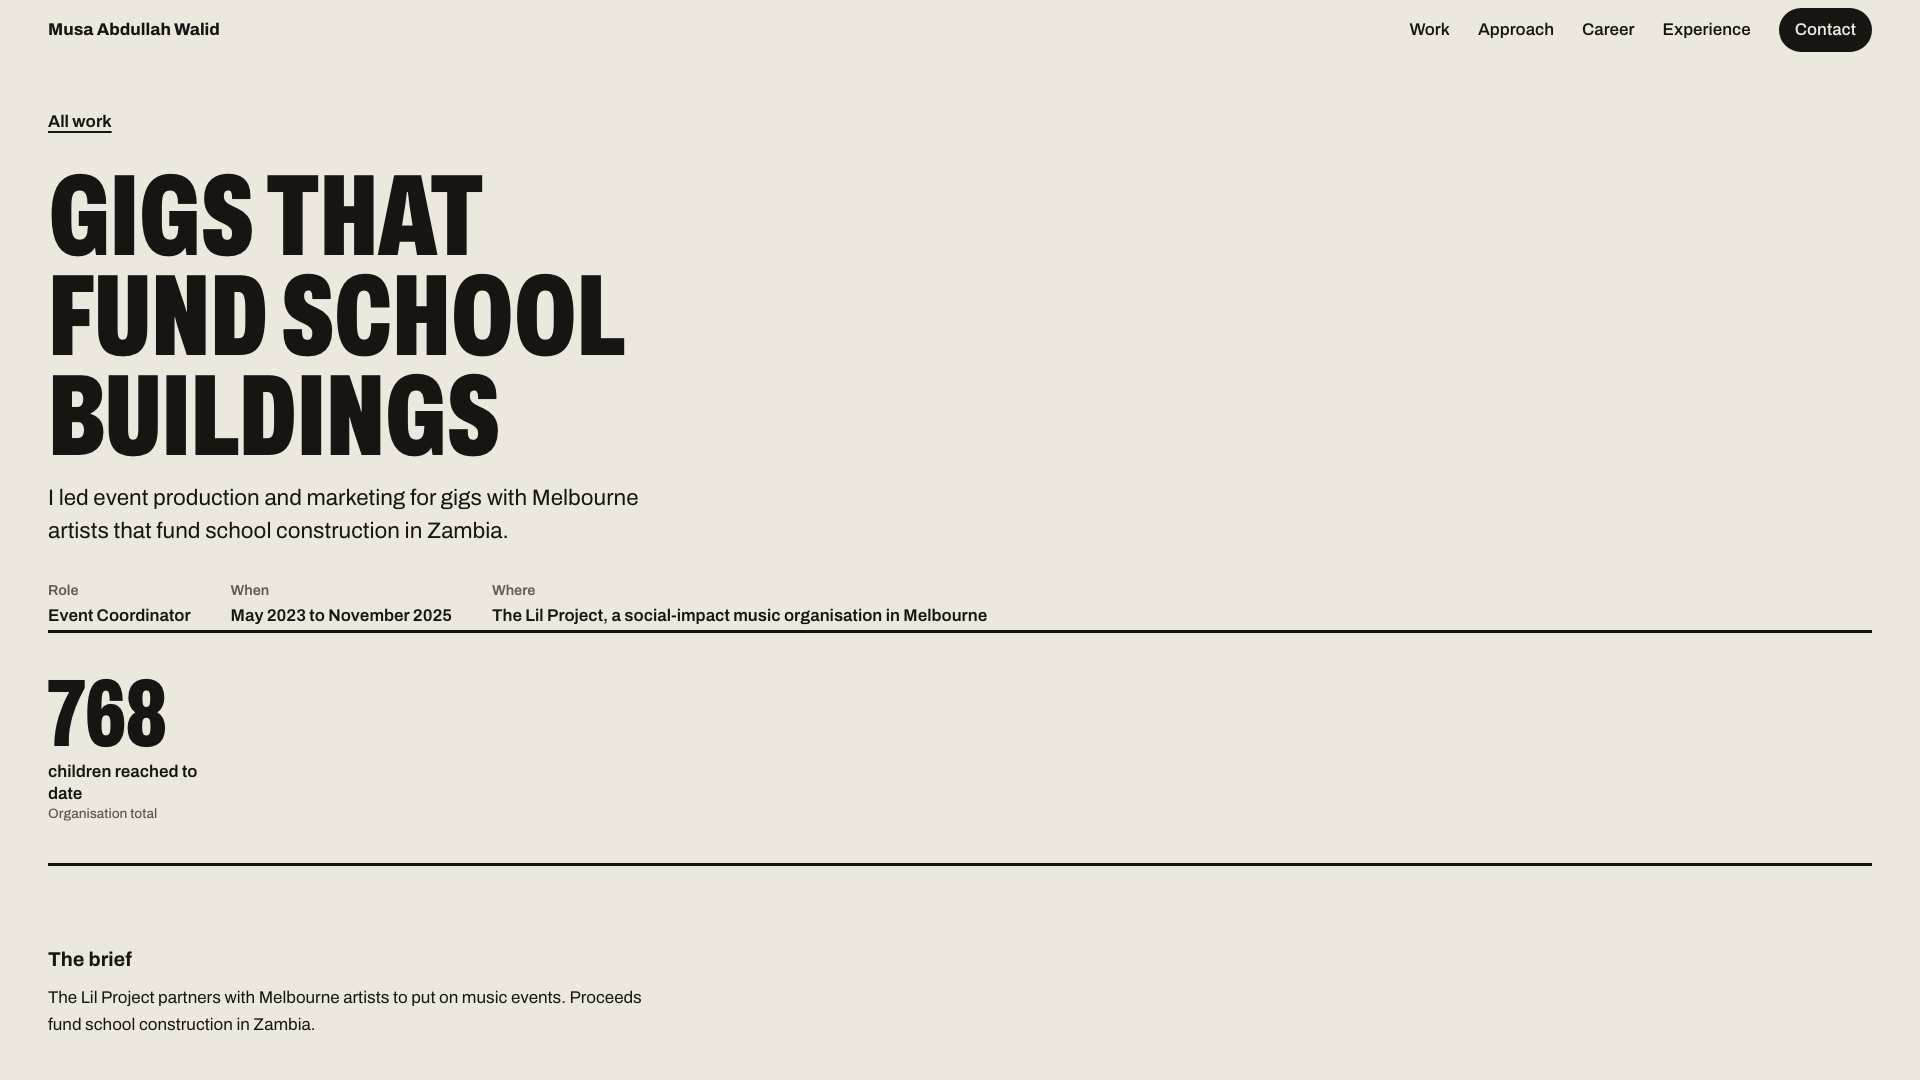 Musa Abdullah Walid
Work
Approach
Career
Experience
Contact
All work
GIGS THAT
FUND SCHOOL
BUILDINGS
I led event production and marketing for gigs with Melbourne
artists that fund school construction in Zambia.
Role
Event Coordinator
When
May 2023 to November 2025
Where
The Lil Project, a social-impact music organisation in Melbourne
768
children reached to
date
Organisation total
The brief
The Lil Project partners with Melbourne artists to put on music events. Proceeds
fund school construction in Zambia.